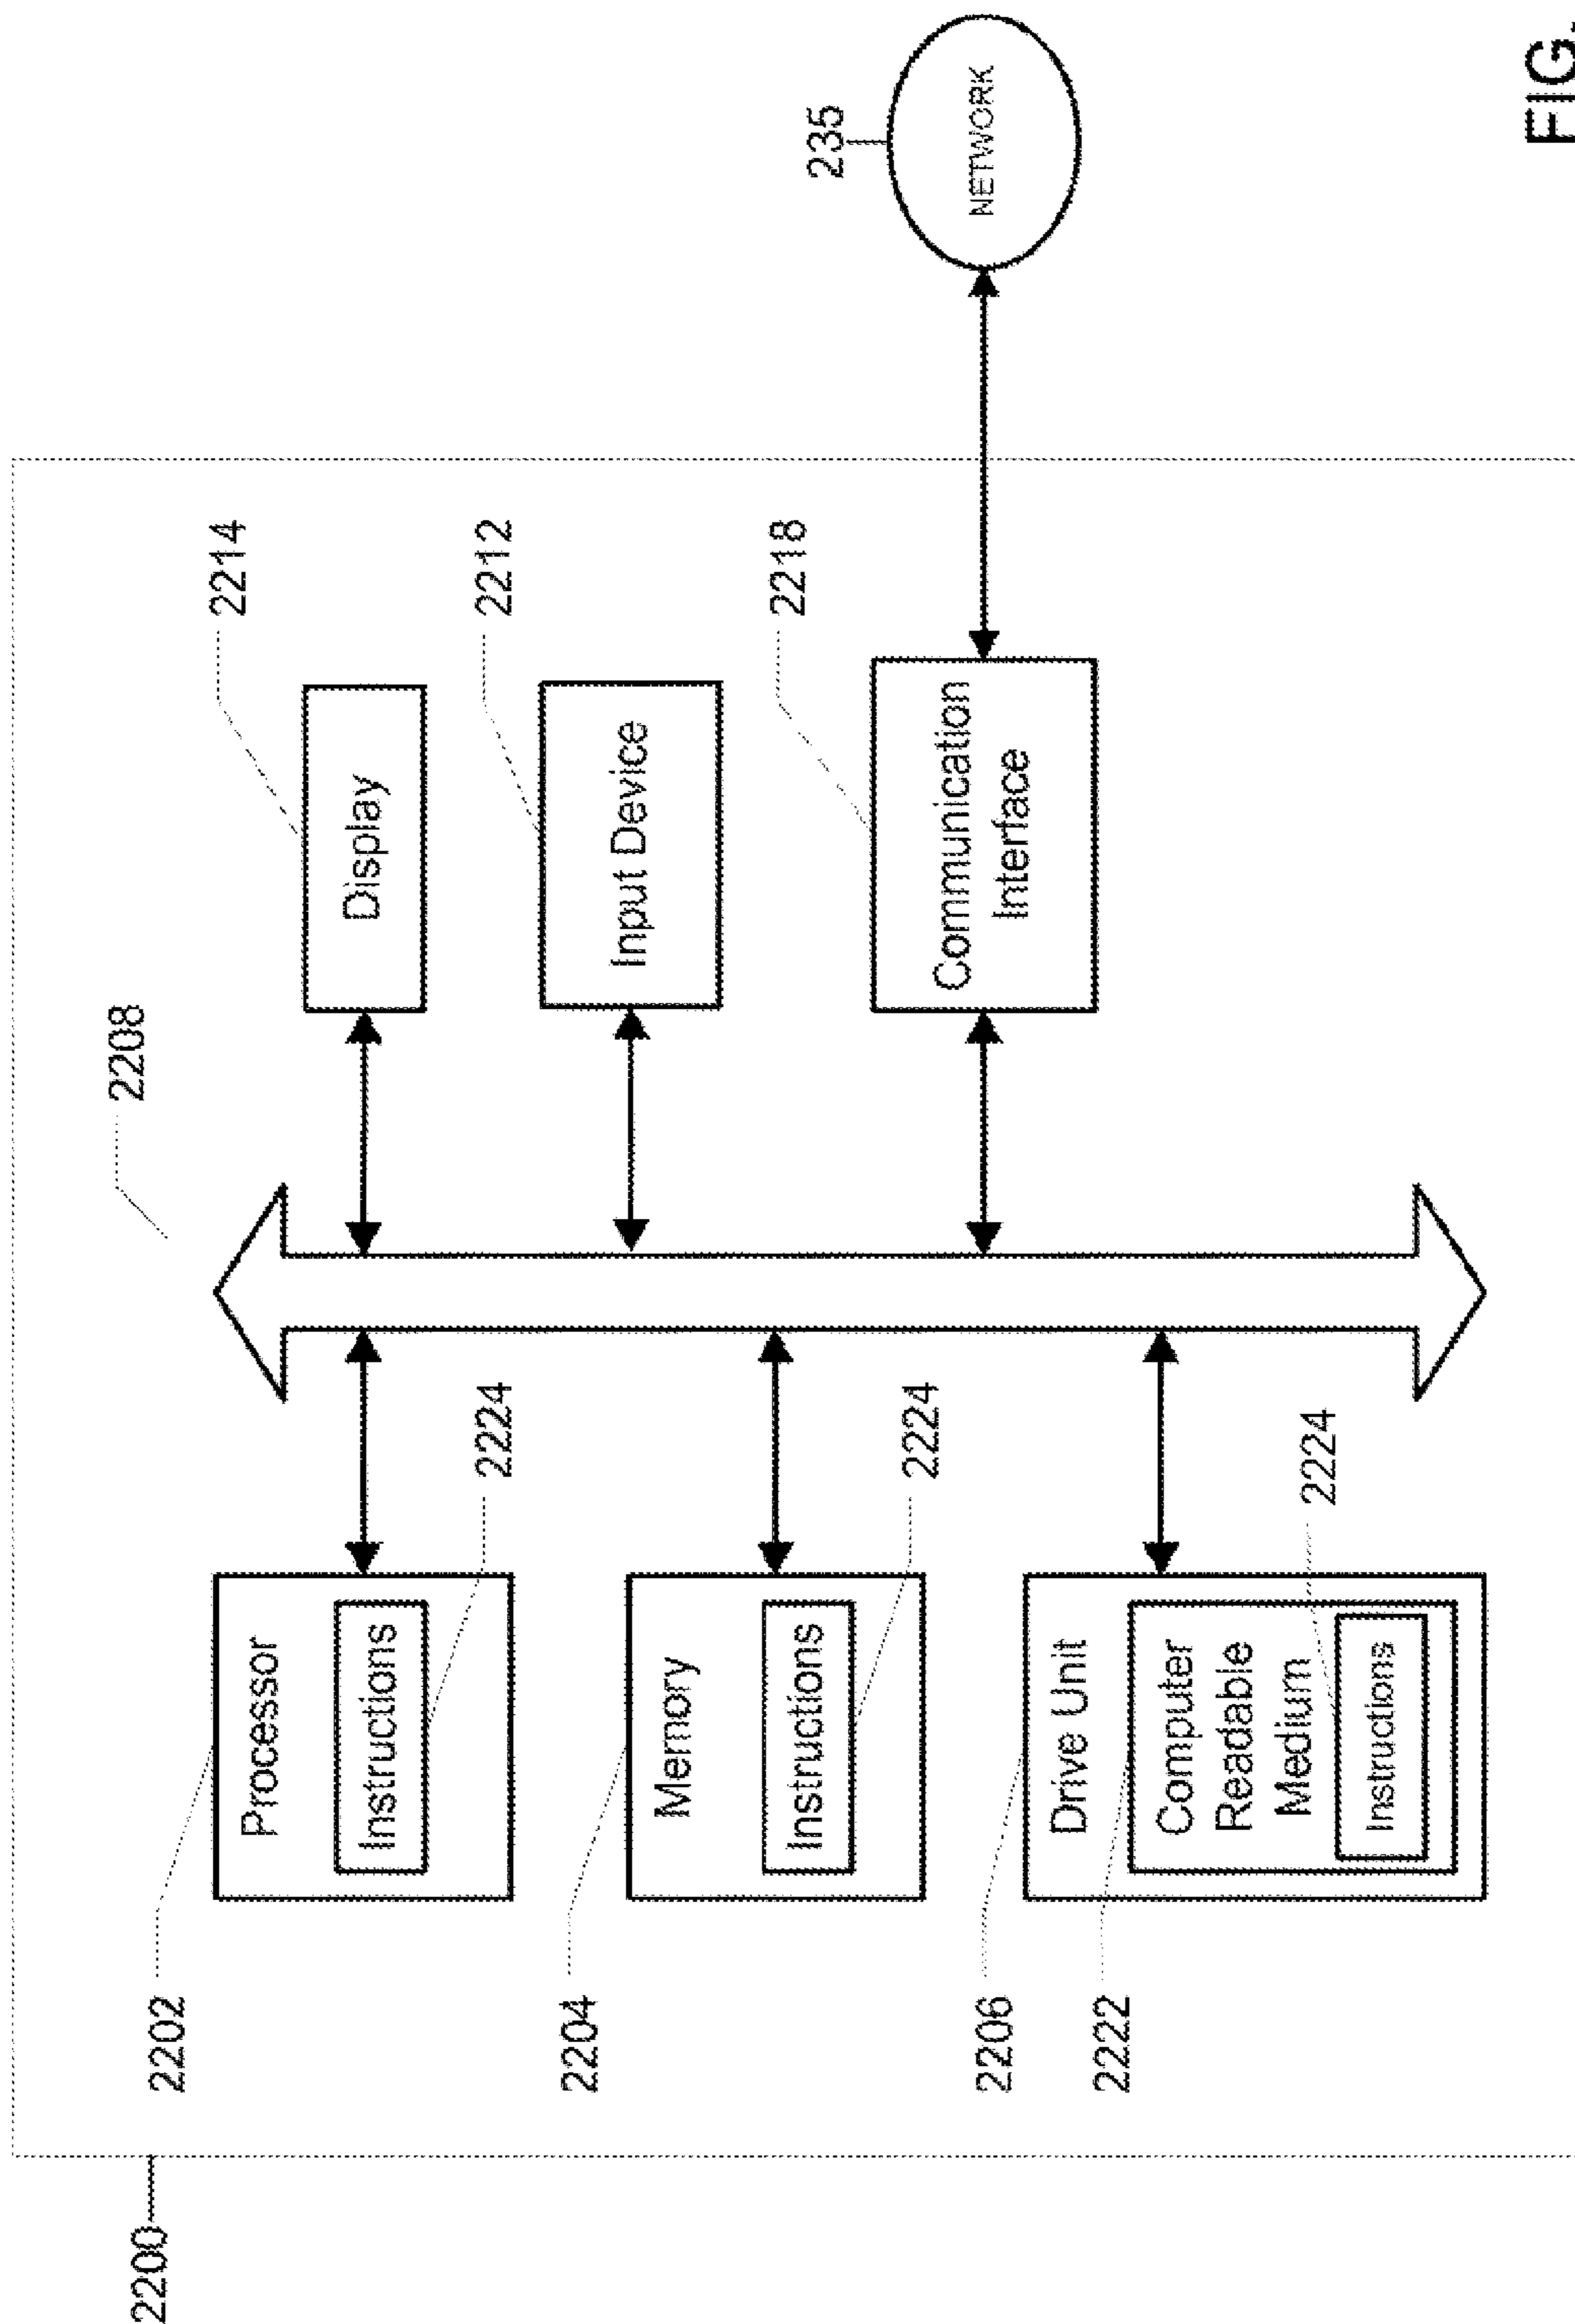 2200
2208
2202
Processor
Instructions
2224
2204
Memory
Instructions
2224
2206
Drive Unit
2222
Computer
Readable
Medium
Instructions
2224
2214
Display
2212
Input Device
2218
Communication
Interface
235
NETWORK
FIG.